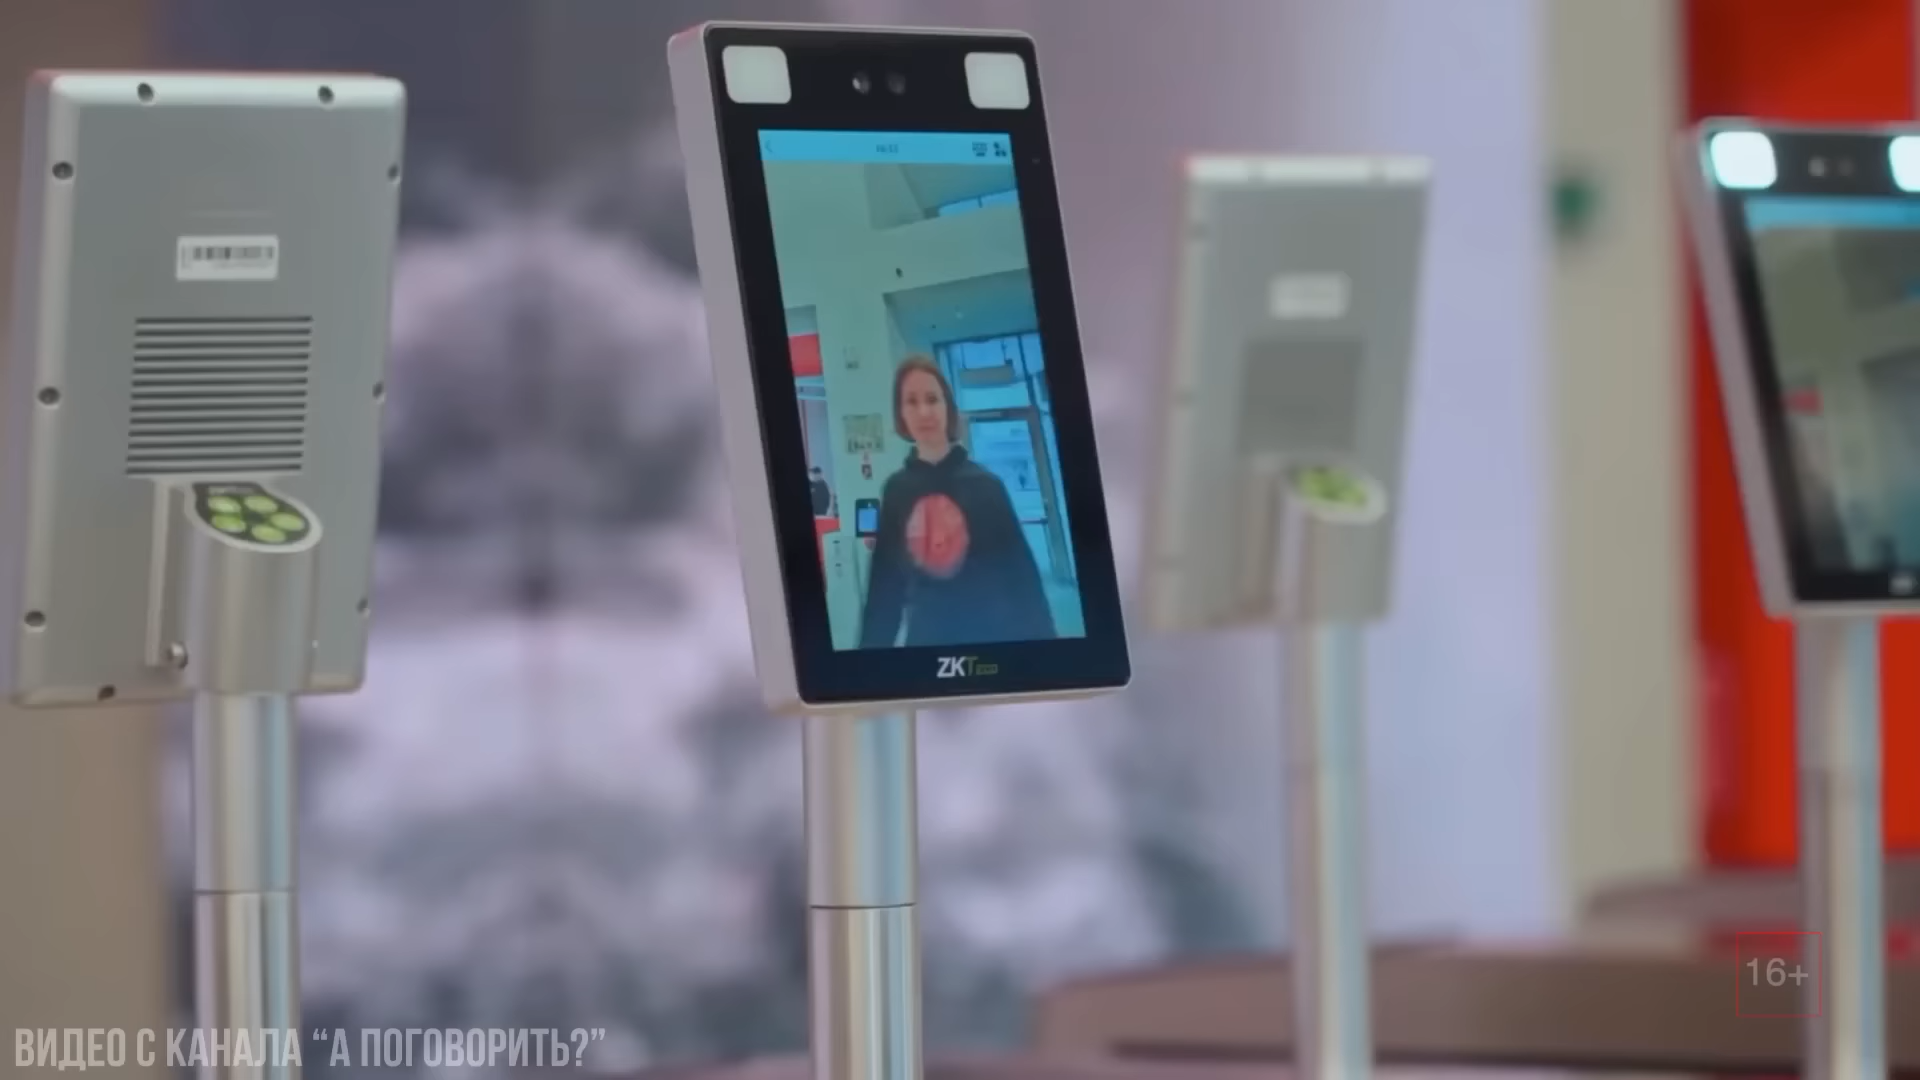 ZKTECO
16+
ВИДЕО С КАНАЛА “А ПОГОВОРИТЬ?”